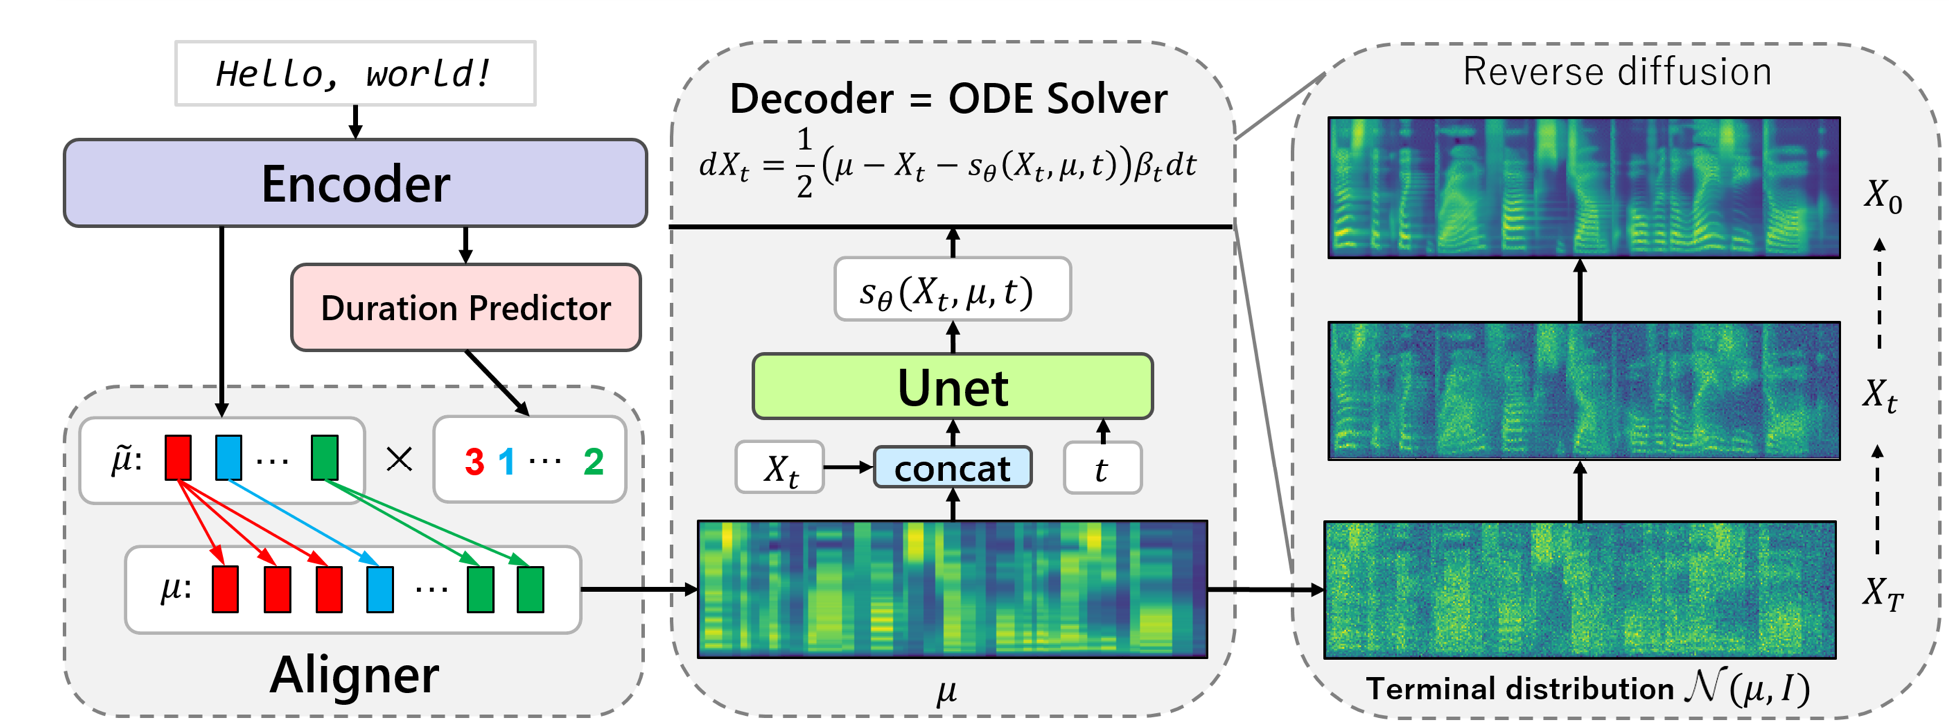 Hello, world!
Encoder
Duration Predictor
μ̃: ⋯ × 3 1 ⋯ 2
μ: ⋯
Aligner
Decoder = ODE Solver
dX_t = 1/2 (μ − X_t − s_θ(X_t, μ, t))β_t dt
s_θ(X_t, μ, t)
Unet
X_t concat t
μ
Reverse diffusion
X_0
X_t
X_T
Terminal distribution 𝒩(μ, I)